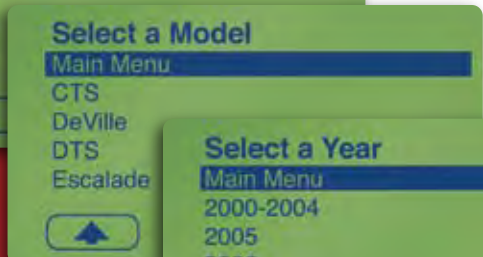 Select a Model
Main Menu
CTS
DeVille
DTS
Escalade
Select a Year
Main Menu
2000-2004
2005